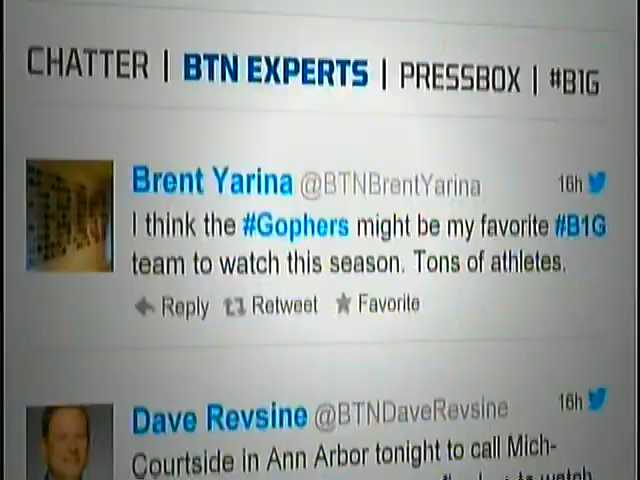 CHATTER | BTN EXPERTS | PRESSBOX | #B1G
Brent Yarina @BTNBrentYarina 16h
I think the #Gophers might be my favorite #B1G
team to watch this season. Tons of athletes.
Reply Retweet Favorite
Dave Revsine @BTNDaveRevsine 16h
Courtside in Ann Arbor tonight to call Mich-
to watch